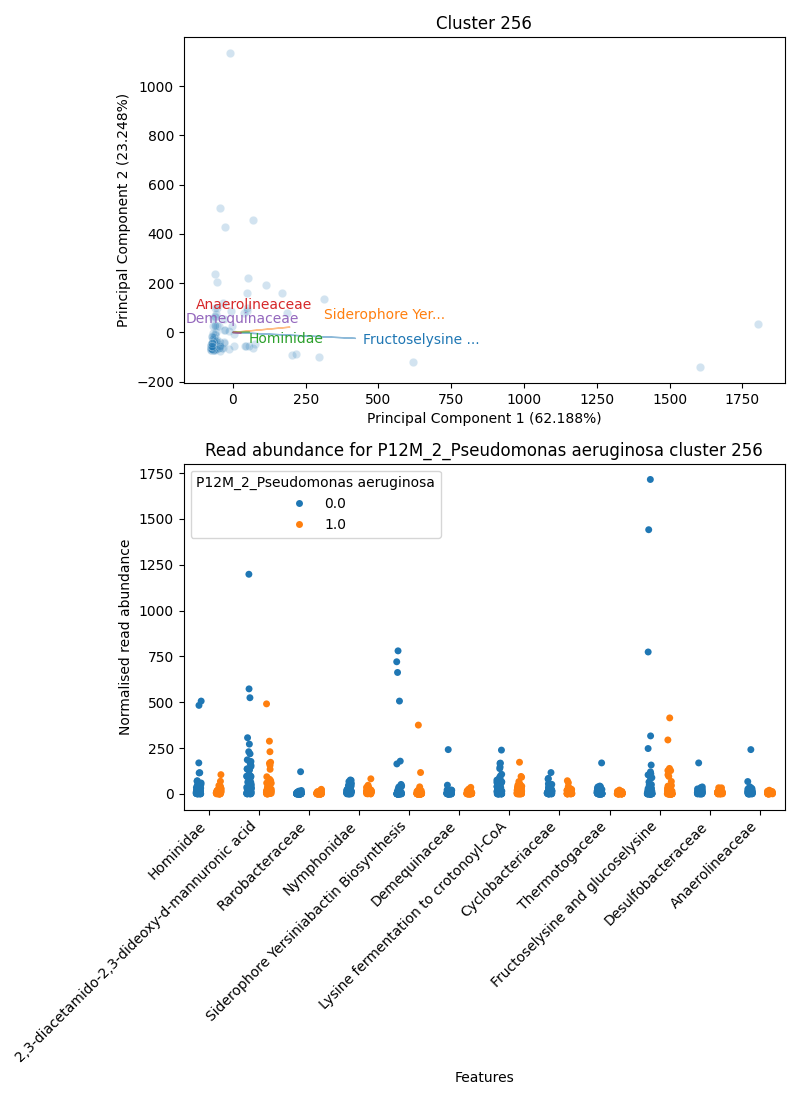 Cluster 256
1000
800
600
400
200
0
−200
Principal Component 2 (23.248%)
Anaerolineaceae
Demequinaceae
Siderophore Yer...
Hominidae
Fructoselysine ...
0
250
500
750
1000
1250
1500
1750
Principal Component 1 (62.188%)
Read abundance for P12M_2_Pseudomonas aeruginosa cluster 256
P12M_2_Pseudomonas aeruginosa
0.0
1.0
1750
1500
1250
1000
750
500
250
0
Normalised read abundance
Hominidae
2,3-diacetamido-2,3-dideoxy-d-mannuronic acid
Rarobacteraceae
Nymphonidae
Siderophore Yersiniabactin Biosynthesis
Demequinaceae
Lysine fermentation to crotonoyl-CoA
Cyclobacteriaceae
Thermotogaceae
Fructoselysine and glucoselysine
Desulfobacteraceae
Anaerolineaceae
Features